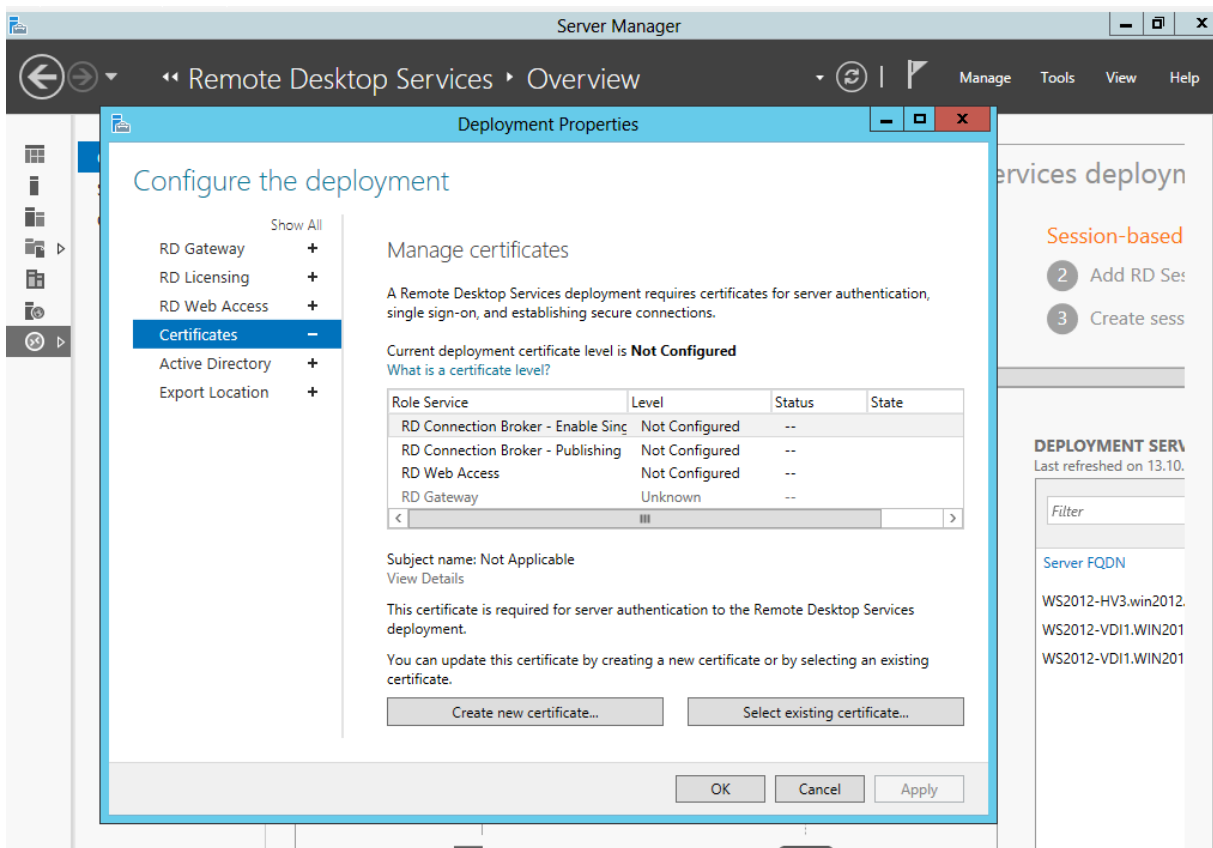 Server Manager
Remote Desktop Services
Overview
Manage
Tools
View
Help
Deployment Properties
Configure the deployment
Show All
RD Gateway
RD Licensing
RD Web Access
Certificates
Active Directory
Export Location
Manage certificates
A Remote Desktop Services deployment requires certificates for server authentication,
single sign-on, and establishing secure connections.
Current deployment certificate level is Not Configured
What is a certificate level?
Role Service Level Status State
RD Connection Broker - Enable Sing Not Configured --
RD Connection Broker - Publishing Not Configured --
RD Web Access Not Configured --
RD Gateway Unknown --
Subject name: Not Applicable
View Details
This certificate is required for server authentication to the Remote Desktop Services
deployment.
You can update this certificate by creating a new certificate or by selecting an existing
certificate.
Create new certificate...
Select existing certificate...
OK
Cancel
Apply
ervices deployn
Session-based
2 Add RD Ses
3 Create sess
DEPLOYMENT SERV
Last refreshed on 13.10.
Filter
Server FQDN
WS2012-HV3.win2012.
WS2012-VDI1.WIN201
WS2012-VDI1.WIN201